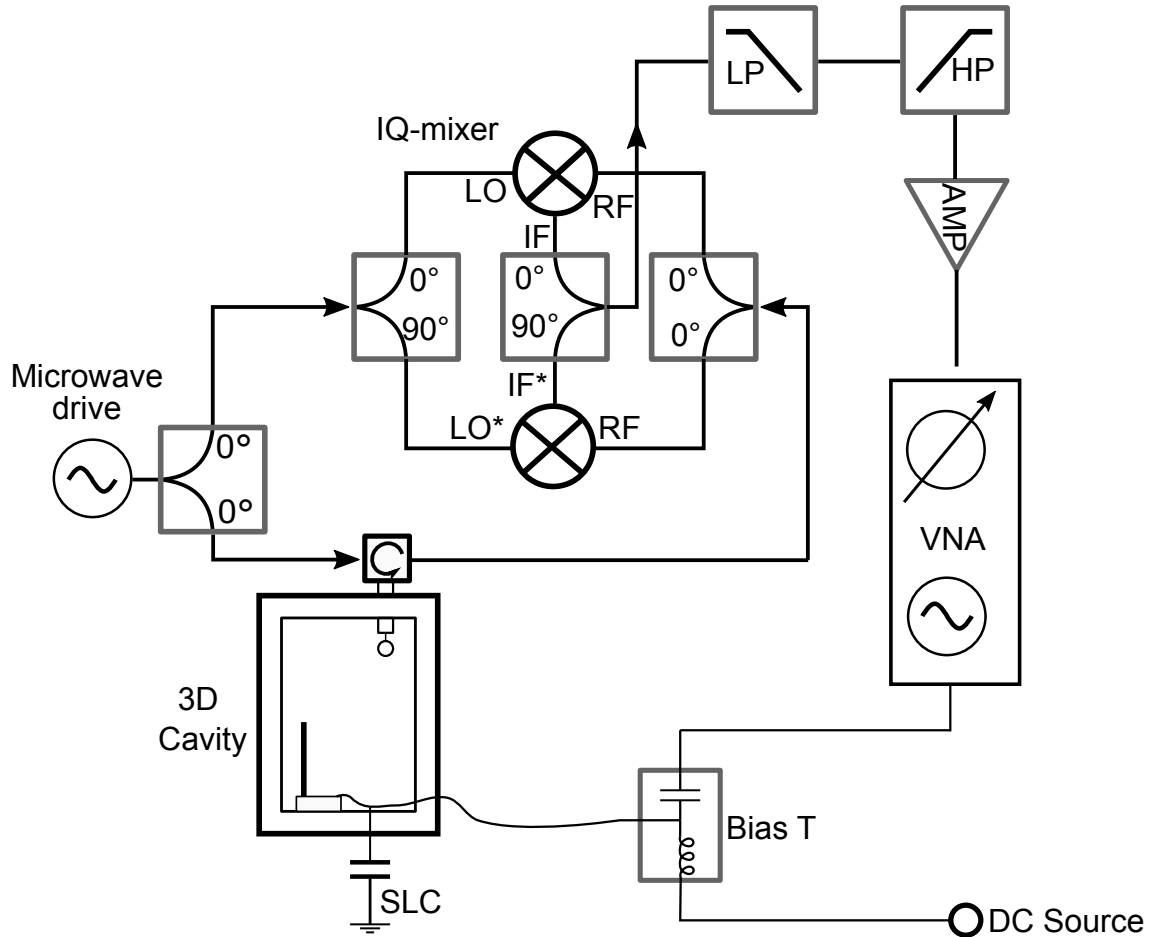 LP
HP
IQ-mixer
LO
RF
AMP
IF
0°
0°
0°
90°
90°
0°
IF*
Microwave
drive
LO*
RF
0°
0°
VNA
3D
Cavity
Bias T
SLC
DC Source